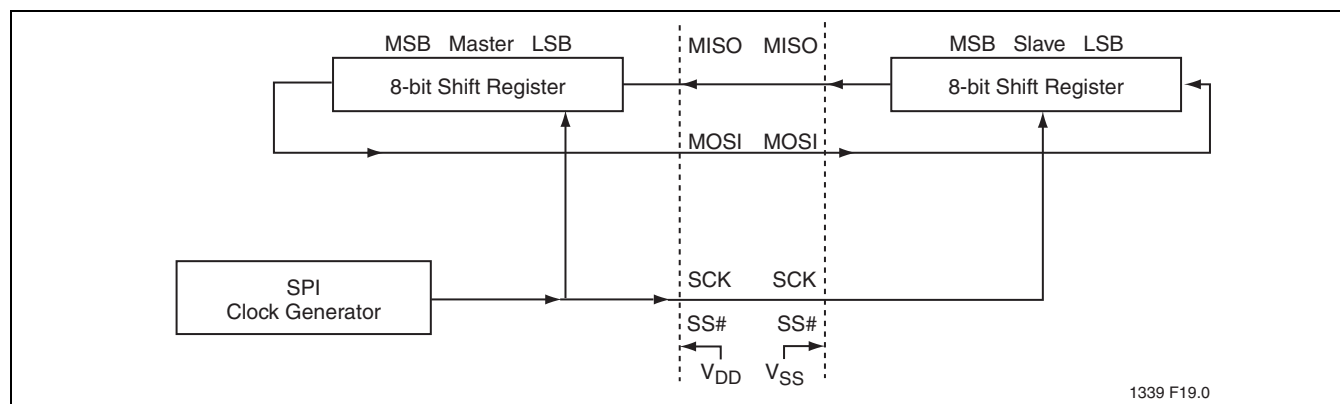 MSB Master LSB
MISO MISO
MSB Slave LSB
8-bit Shift Register
8-bit Shift Register
MOSI MOSI
SPI
Clock Generator
SCK SCK
SS# SS#
VDD VSS
1339 F19.0